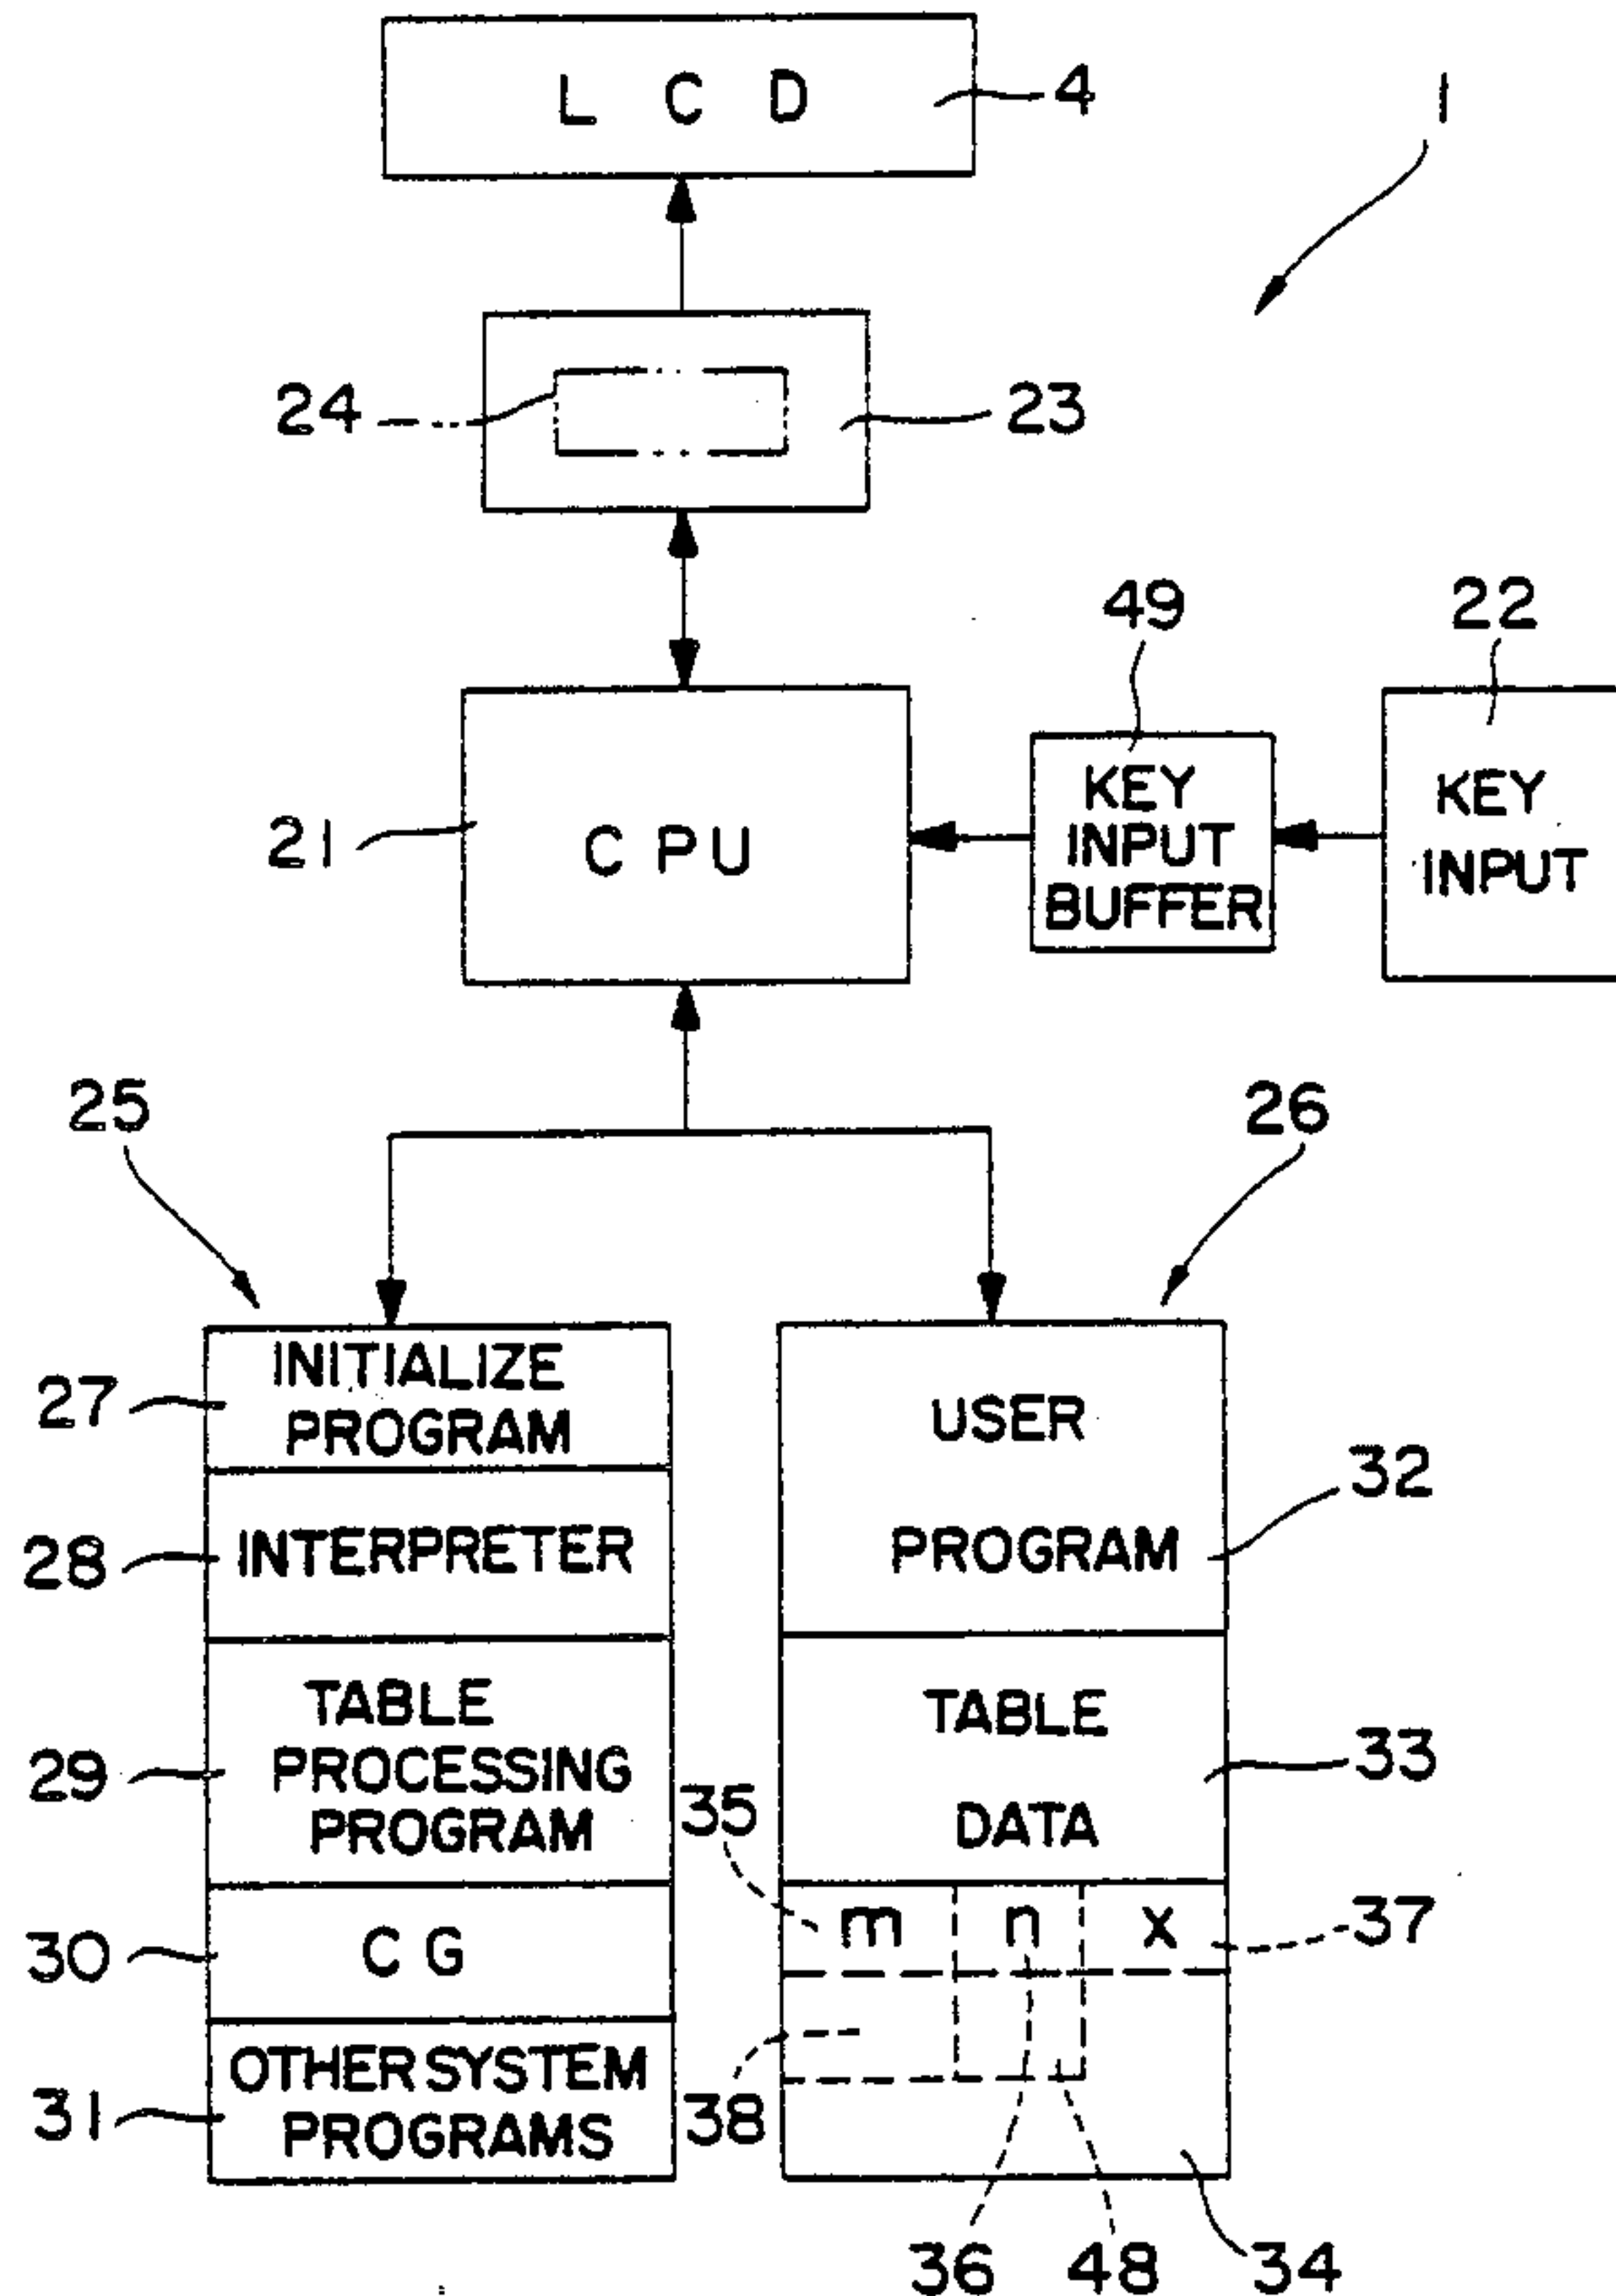 L C D
4
1
24
23
49
22
21
C P U
KEY
INPUT
BUFFER
KEY
INPUT
25
26
27
INITIALIZE
PROGRAM
28
INTERPRETER
29
TABLE
PROCESSING
PROGRAM
30
C G
31
OTHER SYSTEM
PROGRAMS
USER
PROGRAM
32
TABLE
DATA
33
35
m
n
x
37
38
36
48
34